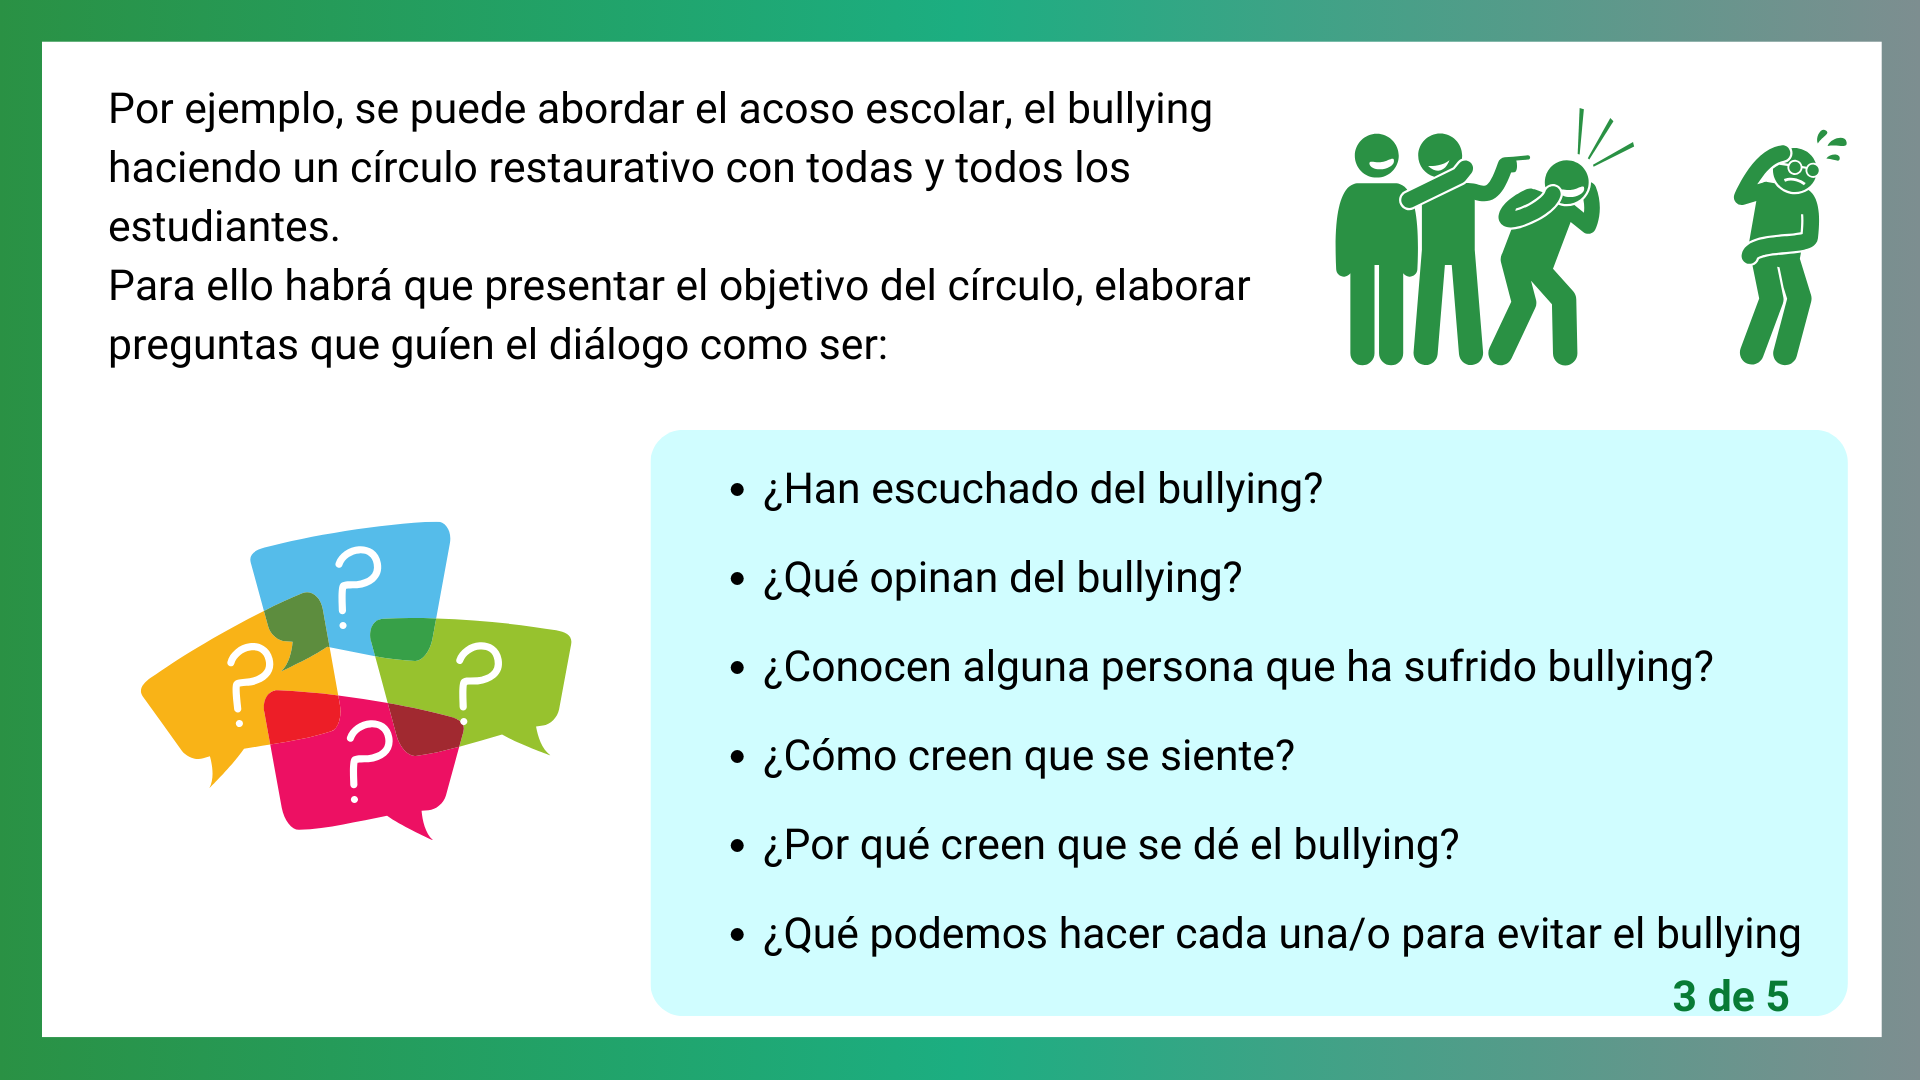 Por ejemplo, se puede abordar el acoso escolar, el bullying
haciendo un círculo restaurativo con todas y todos los
estudiantes.
Para ello habrá que presentar el objetivo del círculo, elaborar
preguntas que guíen el diálogo como ser:
? ? ? ?
• ¿Han escuchado del bullying?
• ¿Qué opinan del bullying?
• ¿Conocen alguna persona que ha sufrido bullying?
• ¿Cómo creen que se siente?
• ¿Por qué creen que se dé el bullying?
• ¿Qué podemos hacer cada una/o para evitar el bullying
3 de 5